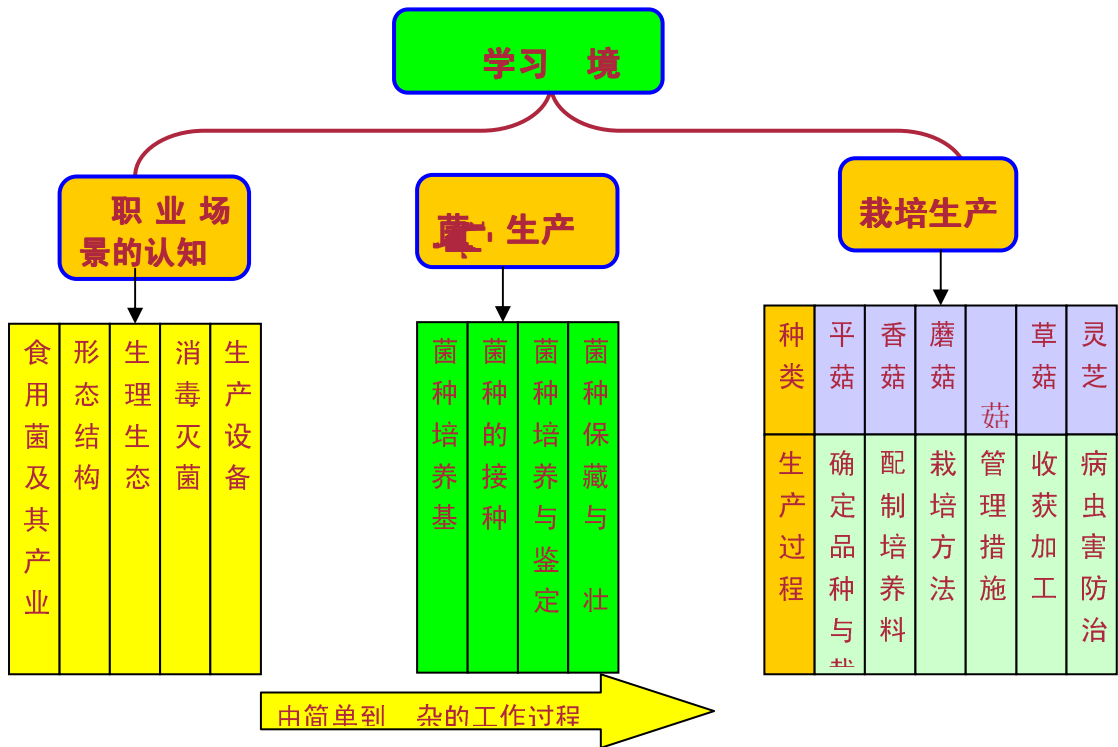 学习 境
职 业 场
景的认知
菌 生产
栽培生产
食用菌及其产业
形态结构
生理生态
消毒灭菌
生产设备
菌种培养基
菌种的接种
菌种培养与鉴定
菌种保藏与 壮
种类
平菇
香菇
蘑菇
菇
草菇
灵芝
生产过程
确定品种与栽
配制培养料
栽培方法
管理措施
收获加工
病虫害防治
由简单到 杂的工作过程